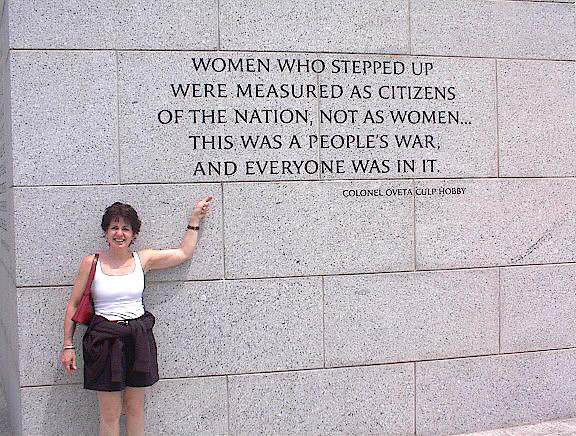 WOMEN WHO STEPPED UP
WERE MEASURED AS CITIZENS
OF THE NATION, NOT AS WOMEN...
THIS WAS A PEOPLE'S WAR,
AND EVERYONE WAS IN IT.
COLONEL OVETA CULP HOBBY